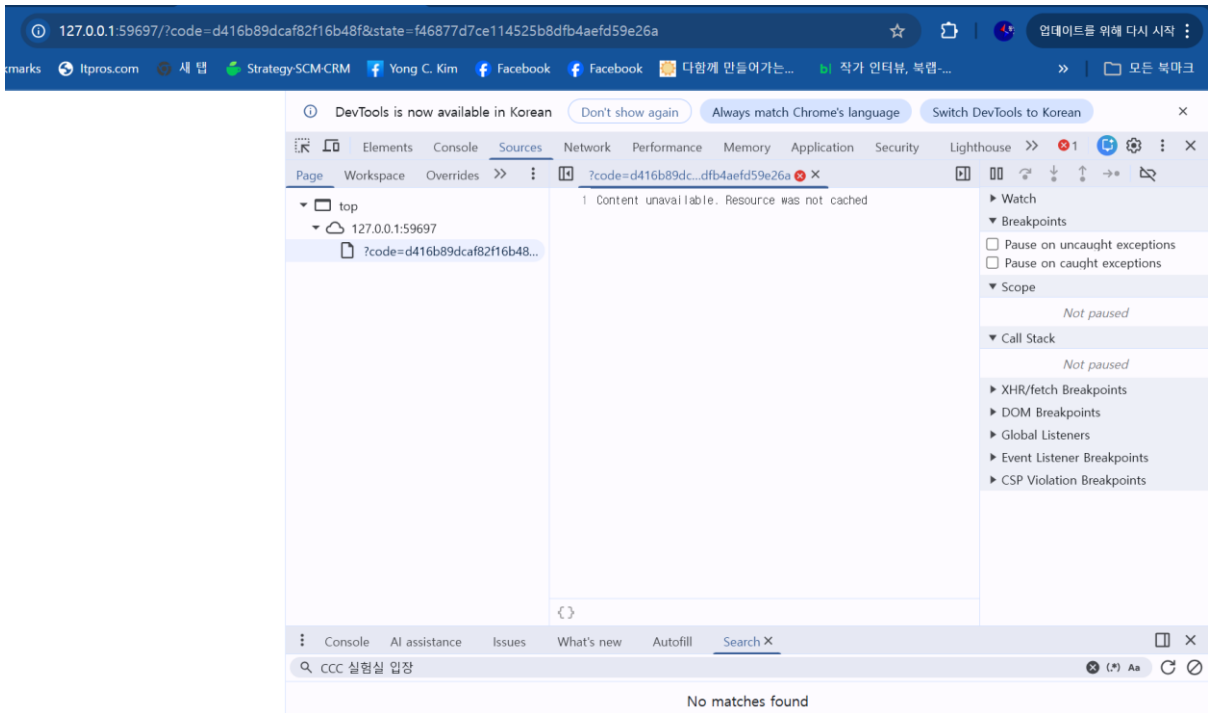 127.0.0.1:59697/?code=d416b89dcaf82f16b48f&state=f46877d7ce114525b8dfb4aefd59e26a
업데이트를 위해 다시 시작
kmarks Itpros.com 새 탭 Strategy-SCM-CRM Yong C. Kim Facebook Facebook 다함께 만들어가는... b| 작가 인터뷰, 북랩-... » 모든 북마크
DevTools is now available in Korean Don't show again Always match Chrome's language Switch DevTools to Korean
Elements Console Sources Network Performance Memory Application Security Lighthouse 1
Page Workspace Overrides ?code=d416b89dc...dfb4aefd59e26a
top
127.0.0.1:59697
?code=d416b89dcaf82f16b48...
1 Content unavailable. Resource was not cached
Watch
Breakpoints
Pause on uncaught exceptions
Pause on caught exceptions
Scope
Not paused
Call Stack
Not paused
XHR/fetch Breakpoints
DOM Breakpoints
Global Listeners
Event Listener Breakpoints
CSP Violation Breakpoints
{}
Console AI assistance Issues What's new Autofill Search
CCC 실험실 입장 (.*) Aa
No matches found